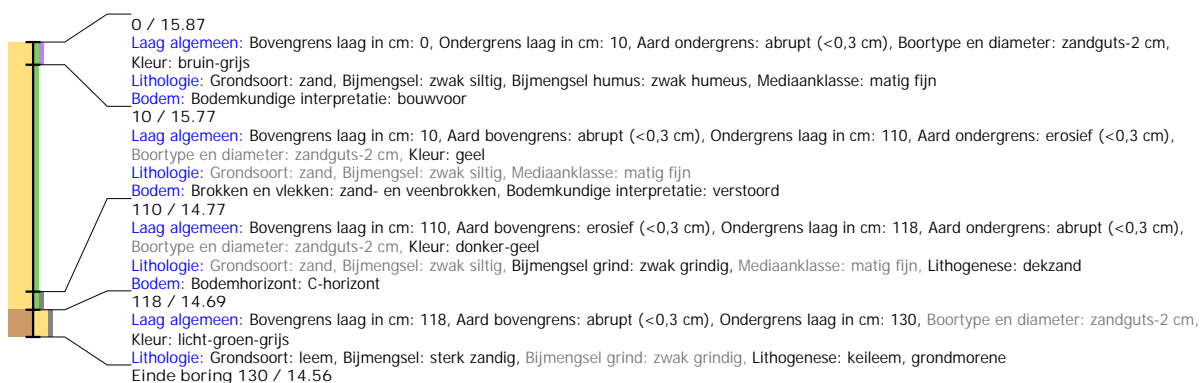 0 / 15.87
Laag algemeen: Bovengrens laag in cm: 0, Ondergrens laag in cm: 10, Aard ondergrens: abrupt (<0,3 cm), Boortype en diameter: zandguts-2 cm,
Kleur: bruin-grijs
Lithologie: Grondsoort: zand, Bijmengsel: zwak siltig, Bijmengsel humus: zwak humeus, Mediaanklasse: matig fijn
Bodem: Bodemkundige interpretatie: bouwvoor
10 / 15.77
Laag algemeen: Bovengrens laag in cm: 10, Aard bovengrens: abrupt (<0,3 cm), Ondergrens laag in cm: 110, Aard ondergrens: erosief (<0,3 cm),
Boortype en diameter: zandguts-2 cm, Kleur: geel
Lithologie: Grondsoort: zand, Bijmengsel: zwak siltig, Mediaanklasse: matig fijn
Bodem: Brokken en vlekken: zand- en veenbrokken, Bodemkundige interpretatie: verstoord
110 / 14.77
Laag algemeen: Bovengrens laag in cm: 110, Aard bovengrens: erosief (<0,3 cm), Ondergrens laag in cm: 118, Aard ondergrens: abrupt (<0,3 cm),
Boortype en diameter: zandguts-2 cm, Kleur: donker-geel
Lithologie: Grondsoort: zand, Bijmengsel: zwak siltig, Bijmengsel grind: zwak grindig, Mediaanklasse: matig fijn, Lithogenese: dekzand
Bodem: Bodemhorizont: C-horizont
118 / 14.69
Laag algemeen: Bovengrens laag in cm: 118, Aard bovengrens: abrupt (<0,3 cm), Ondergrens laag in cm: 130, Boortype en diameter: zandguts-2 cm,
Kleur: licht-groen-grijs
Lithologie: Grondsoort: leem, Bijmengsel: sterk zandig, Bijmengsel grind: zwak grindig, Lithogenese: keileem, grondmorene
Einde boring 130 / 14.56